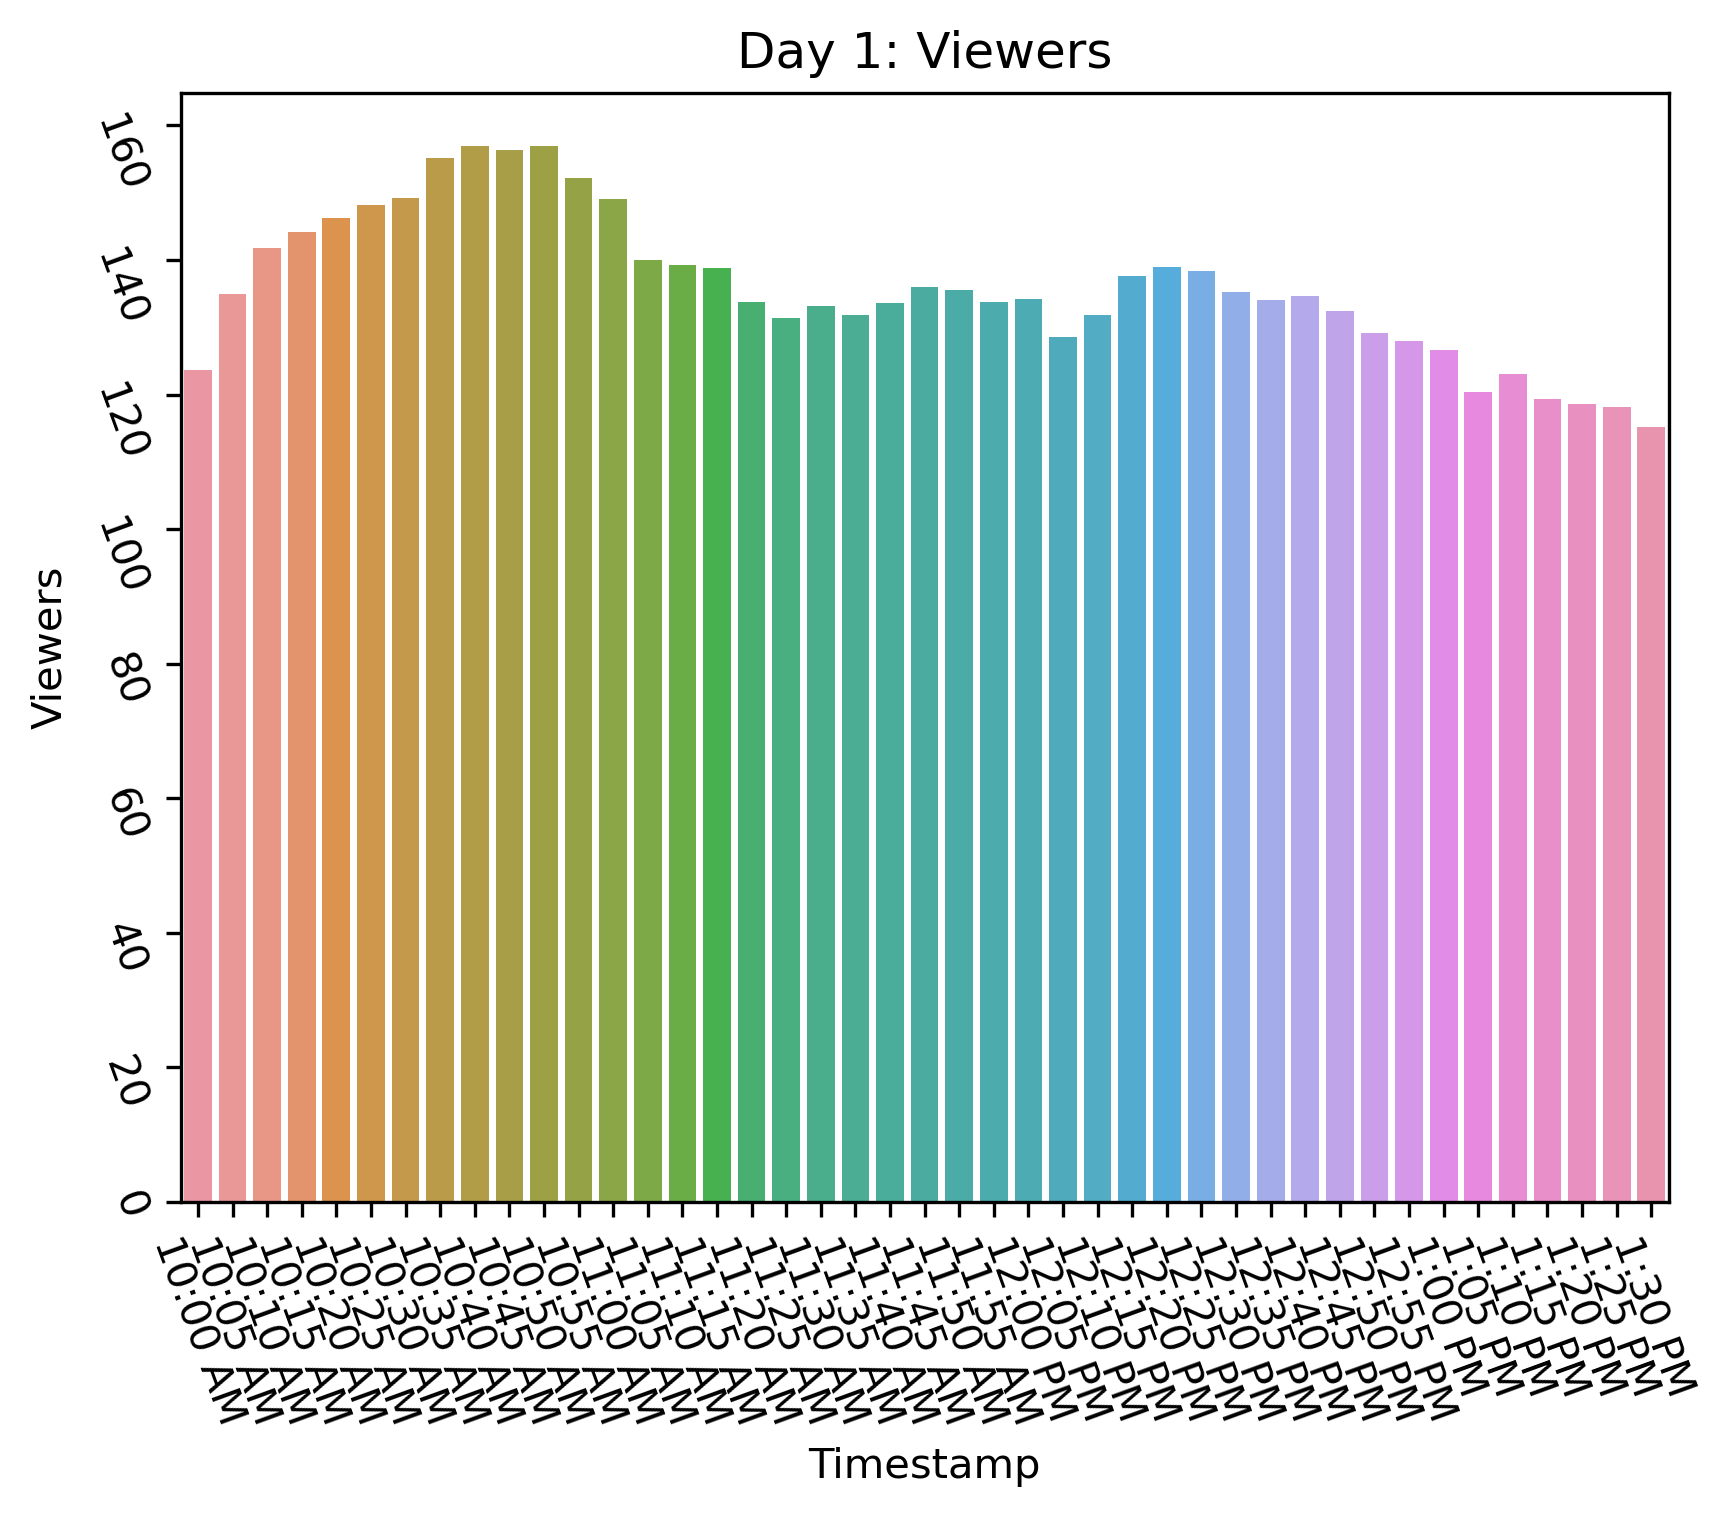 Day 1: Viewers
160
140
120
100
80
60
40
20
0
Viewers
10:00 AM
10:05 AM
10:10 AM
10:15 AM
10:20 AM
10:25 AM
10:30 AM
10:35 AM
10:40 AM
10:45 AM
10:50 AM
10:55 AM
11:00 AM
11:05 AM
11:10 AM
11:15 AM
11:20 AM
11:25 AM
11:30 AM
11:35 AM
11:40 AM
11:45 AM
11:50 AM
11:55 AM
12:00 PM
12:05 PM
12:10 PM
12:15 PM
12:20 PM
12:25 PM
12:30 PM
12:35 PM
12:40 PM
12:45 PM
12:50 PM
12:55 PM
1:00 PM
1:05 PM
1:10 PM
1:15 PM
1:20 PM
1:25 PM
1:30 PM
Timestamp